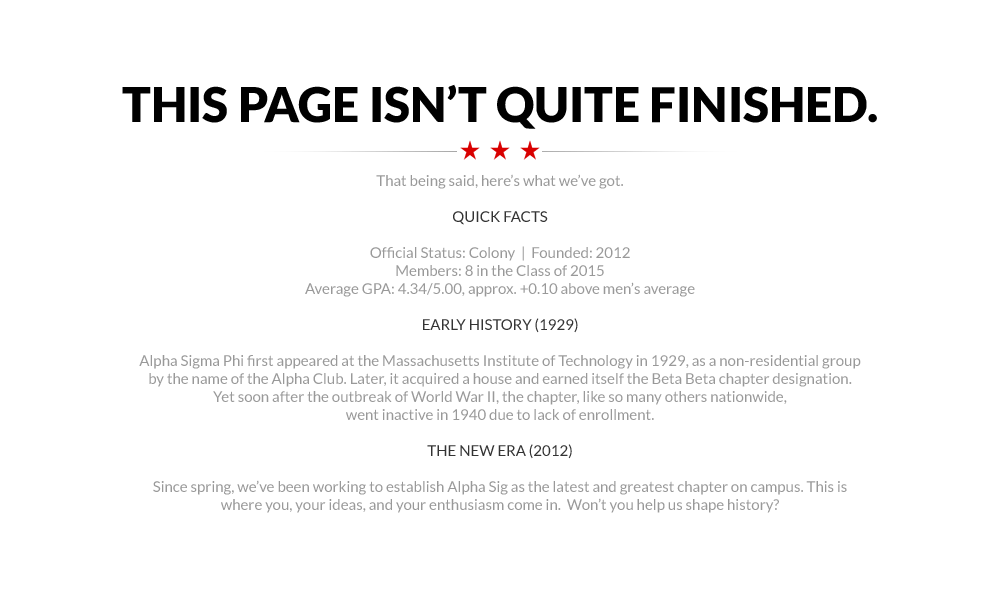 THIS PAGE ISN’T QUITE FINISHED.
That being said, here’s what we’ve got.
QUICK FACTS
Official Status: Colony | Founded: 2012
Members: 8 in the Class of 2015
Average GPA: 4.34/5.00, approx. +0.10 above men’s average
EARLY HISTORY (1929)
Alpha Sigma Phi first appeared at the Massachusetts Institute of Technology in 1929, as a non-residential group
by the name of the Alpha Club. Later, it acquired a house and earned itself the Beta Beta chapter designation.
Yet soon after the outbreak of World War II, the chapter, like so many others nationwide,
went inactive in 1940 due to lack of enrollment.
THE NEW ERA (2012)
Since spring, we’ve been working to establish Alpha Sig as the latest and greatest chapter on campus. This is
where you, your ideas, and your enthusiasm come in.  Won’t you help us shape history?